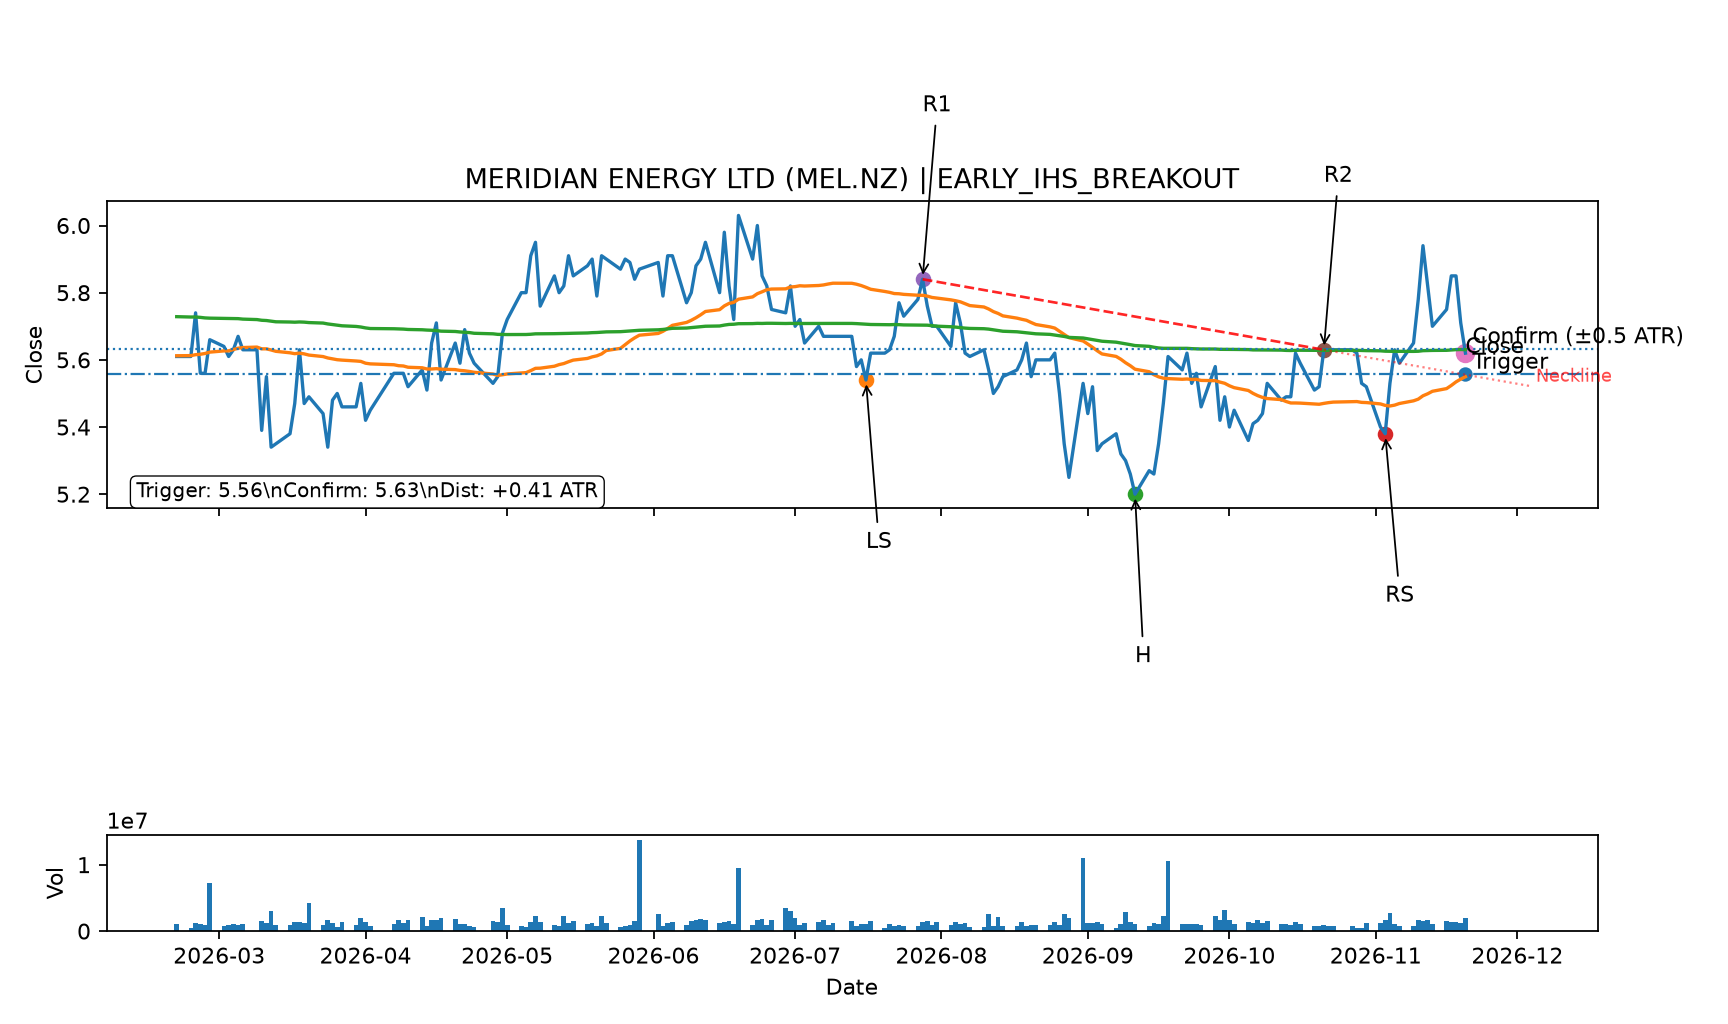 R1
R2
MERIDIAN ENERGY LTD (MEL.NZ) | EARLY_IHS_BREAKOUT
6.0
5.8
5.6
5.4
5.2
Close
Confirm (±0.5 ATR)
Close
Trigger
Neckline
Trigger: 5.56\nConfirm: 5.63\nDist: +0.41 ATR
LS
RS
H
1e7
1
0
Vol
2026-03
2026-04
2026-05
2026-06
2026-07
2026-08
2026-09
2026-10
2026-11
2026-12
Date